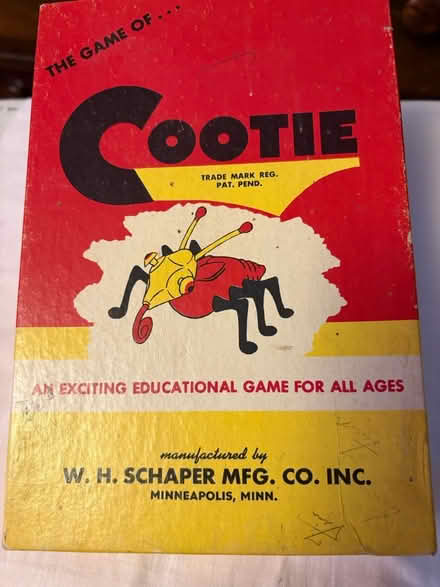 THE GAME OF...
COOTIE
TRADE MARK REG.
PAT. PEND.
AN EXCITING EDUCATIONAL GAME FOR ALL AGES
manufactured by
W. H. SCHAPER MFG. CO. INC.
MINNEAPOLIS, MINN.